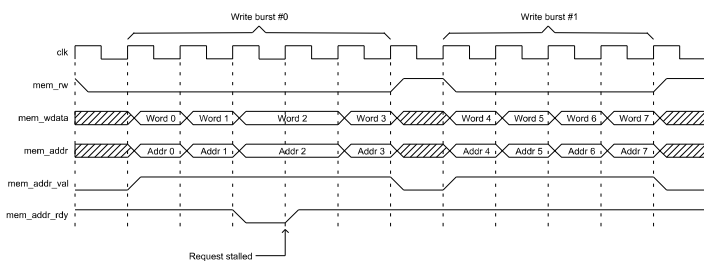 Write burst #0 Write burst #1
clk
mem_rw
mem_wdata Word 0 Word 1 Word 2 Word 3 Word 4 Word 5 Word 6 Word 7
mem_addr Addr 0 Addr 1 Addr 2 Addr 3 Addr 4 Addr 5 Addr 6 Addr 7
mem_addr_val
mem_addr_rdy
Request stalled